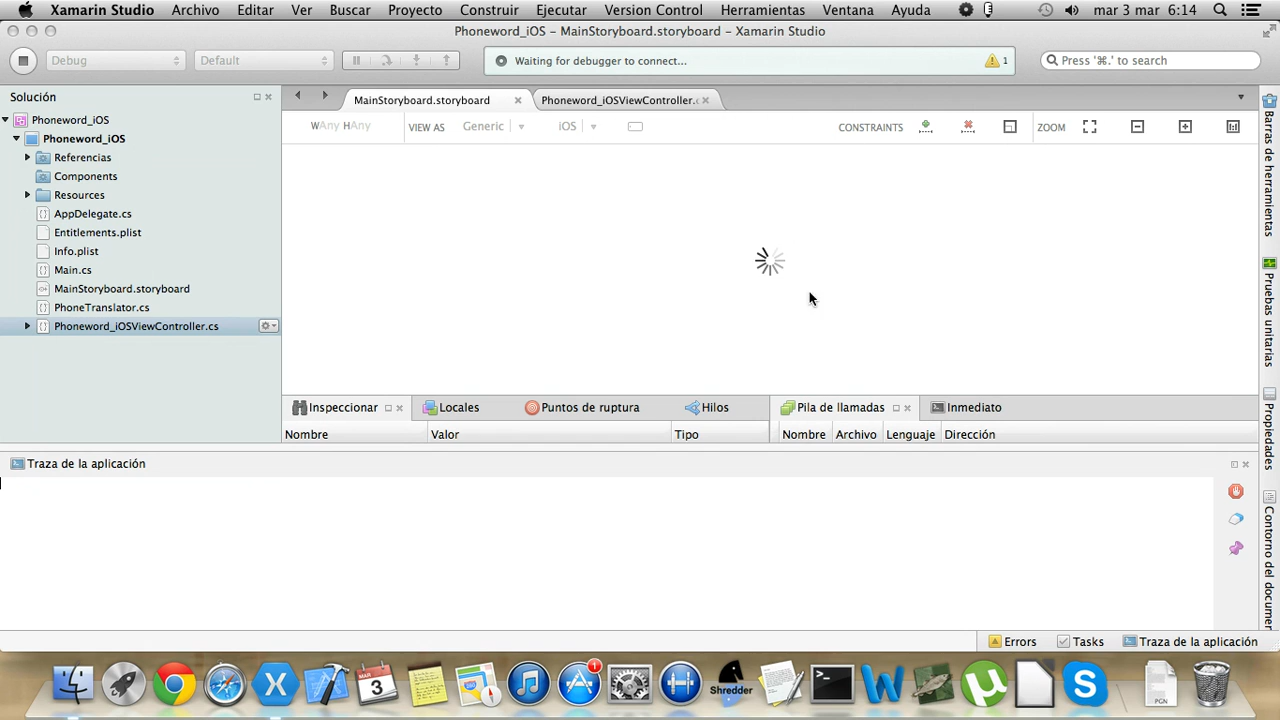 Xamarin Studio Archivo Editar Ver Buscar Proyecto Construir Ejecutar Version Control Herramientas Ventana Ayuda mar 3 mar 6:14
Phoneword_iOS – MainStoryboard.storyboard – Xamarin Studio
Debug Default Waiting for debugger to connect... 1 Press '⌘.' to search
Solución
MainStoryboard.storyboard Phoneword_iOSViewController.c
WAny HAny VIEW AS Generic iOS CONSTRAINTS ZOOM
Phoneword_iOS
Phoneword_iOS
Referencias
Components
Resources
AppDelegate.cs
Entitlements.plist
Info.plist
Main.cs
MainStoryboard.storyboard
PhoneTranslator.cs
Phoneword_iOSViewController.cs
Barras de herramientas
Pruebas unitarias
Propiedades
Contorno del documen
Inspeccionar Locales Puntos de ruptura Hilos Pila de llamadas Inmediato
Nombre Valor Tipo Nombre Archivo Lenguaje Dirección
Traza de la aplicación
Errors Tasks Traza de la aplicación
MAR
3
1
Shredder
W
S
PGN